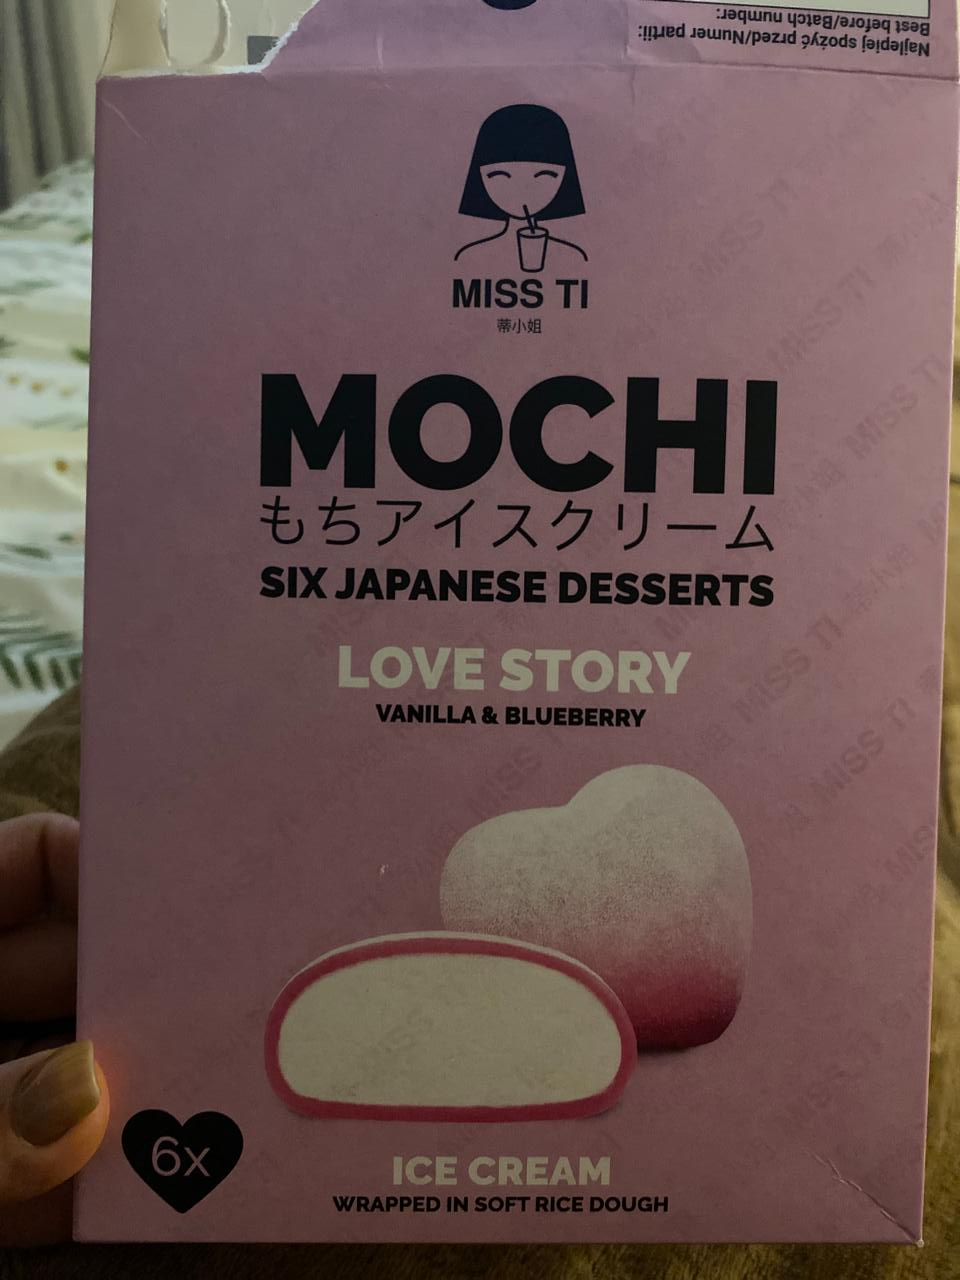 Najlepiej spożyć przed/Numer partii:
Best before/Batch number:
MISS TI
蒂小姐
MOCHI
もちアイスクリーム
SIX JAPANESE DESSERTS
LOVE STORY
VANILLA & BLUEBERRY
6x
ICE CREAM
WRAPPED IN SOFT RICE DOUGH